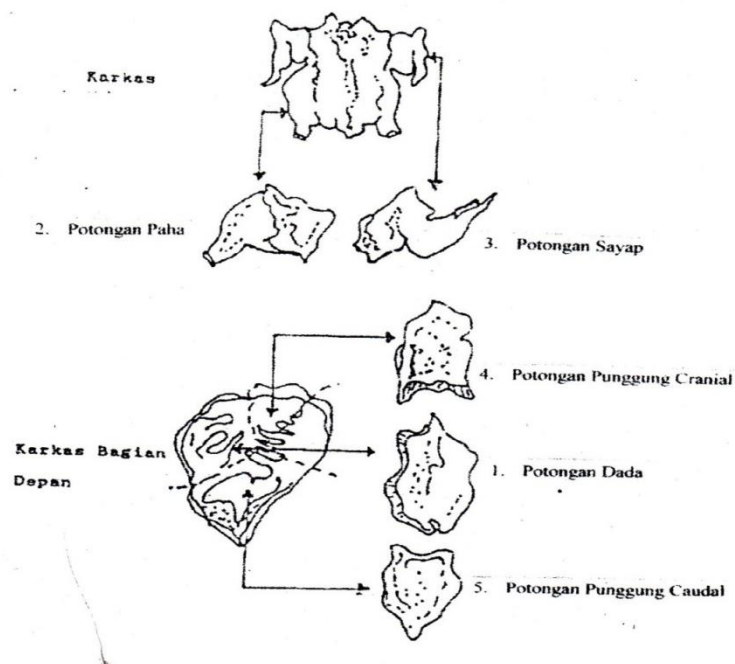 Karkas
2. Potongan Paha
3. Potongan Sayap
4. Potongan Punggung Cranial
Karkas Bagian
Depan
1. Potongan Dada
5. Potongan Punggung Caudal